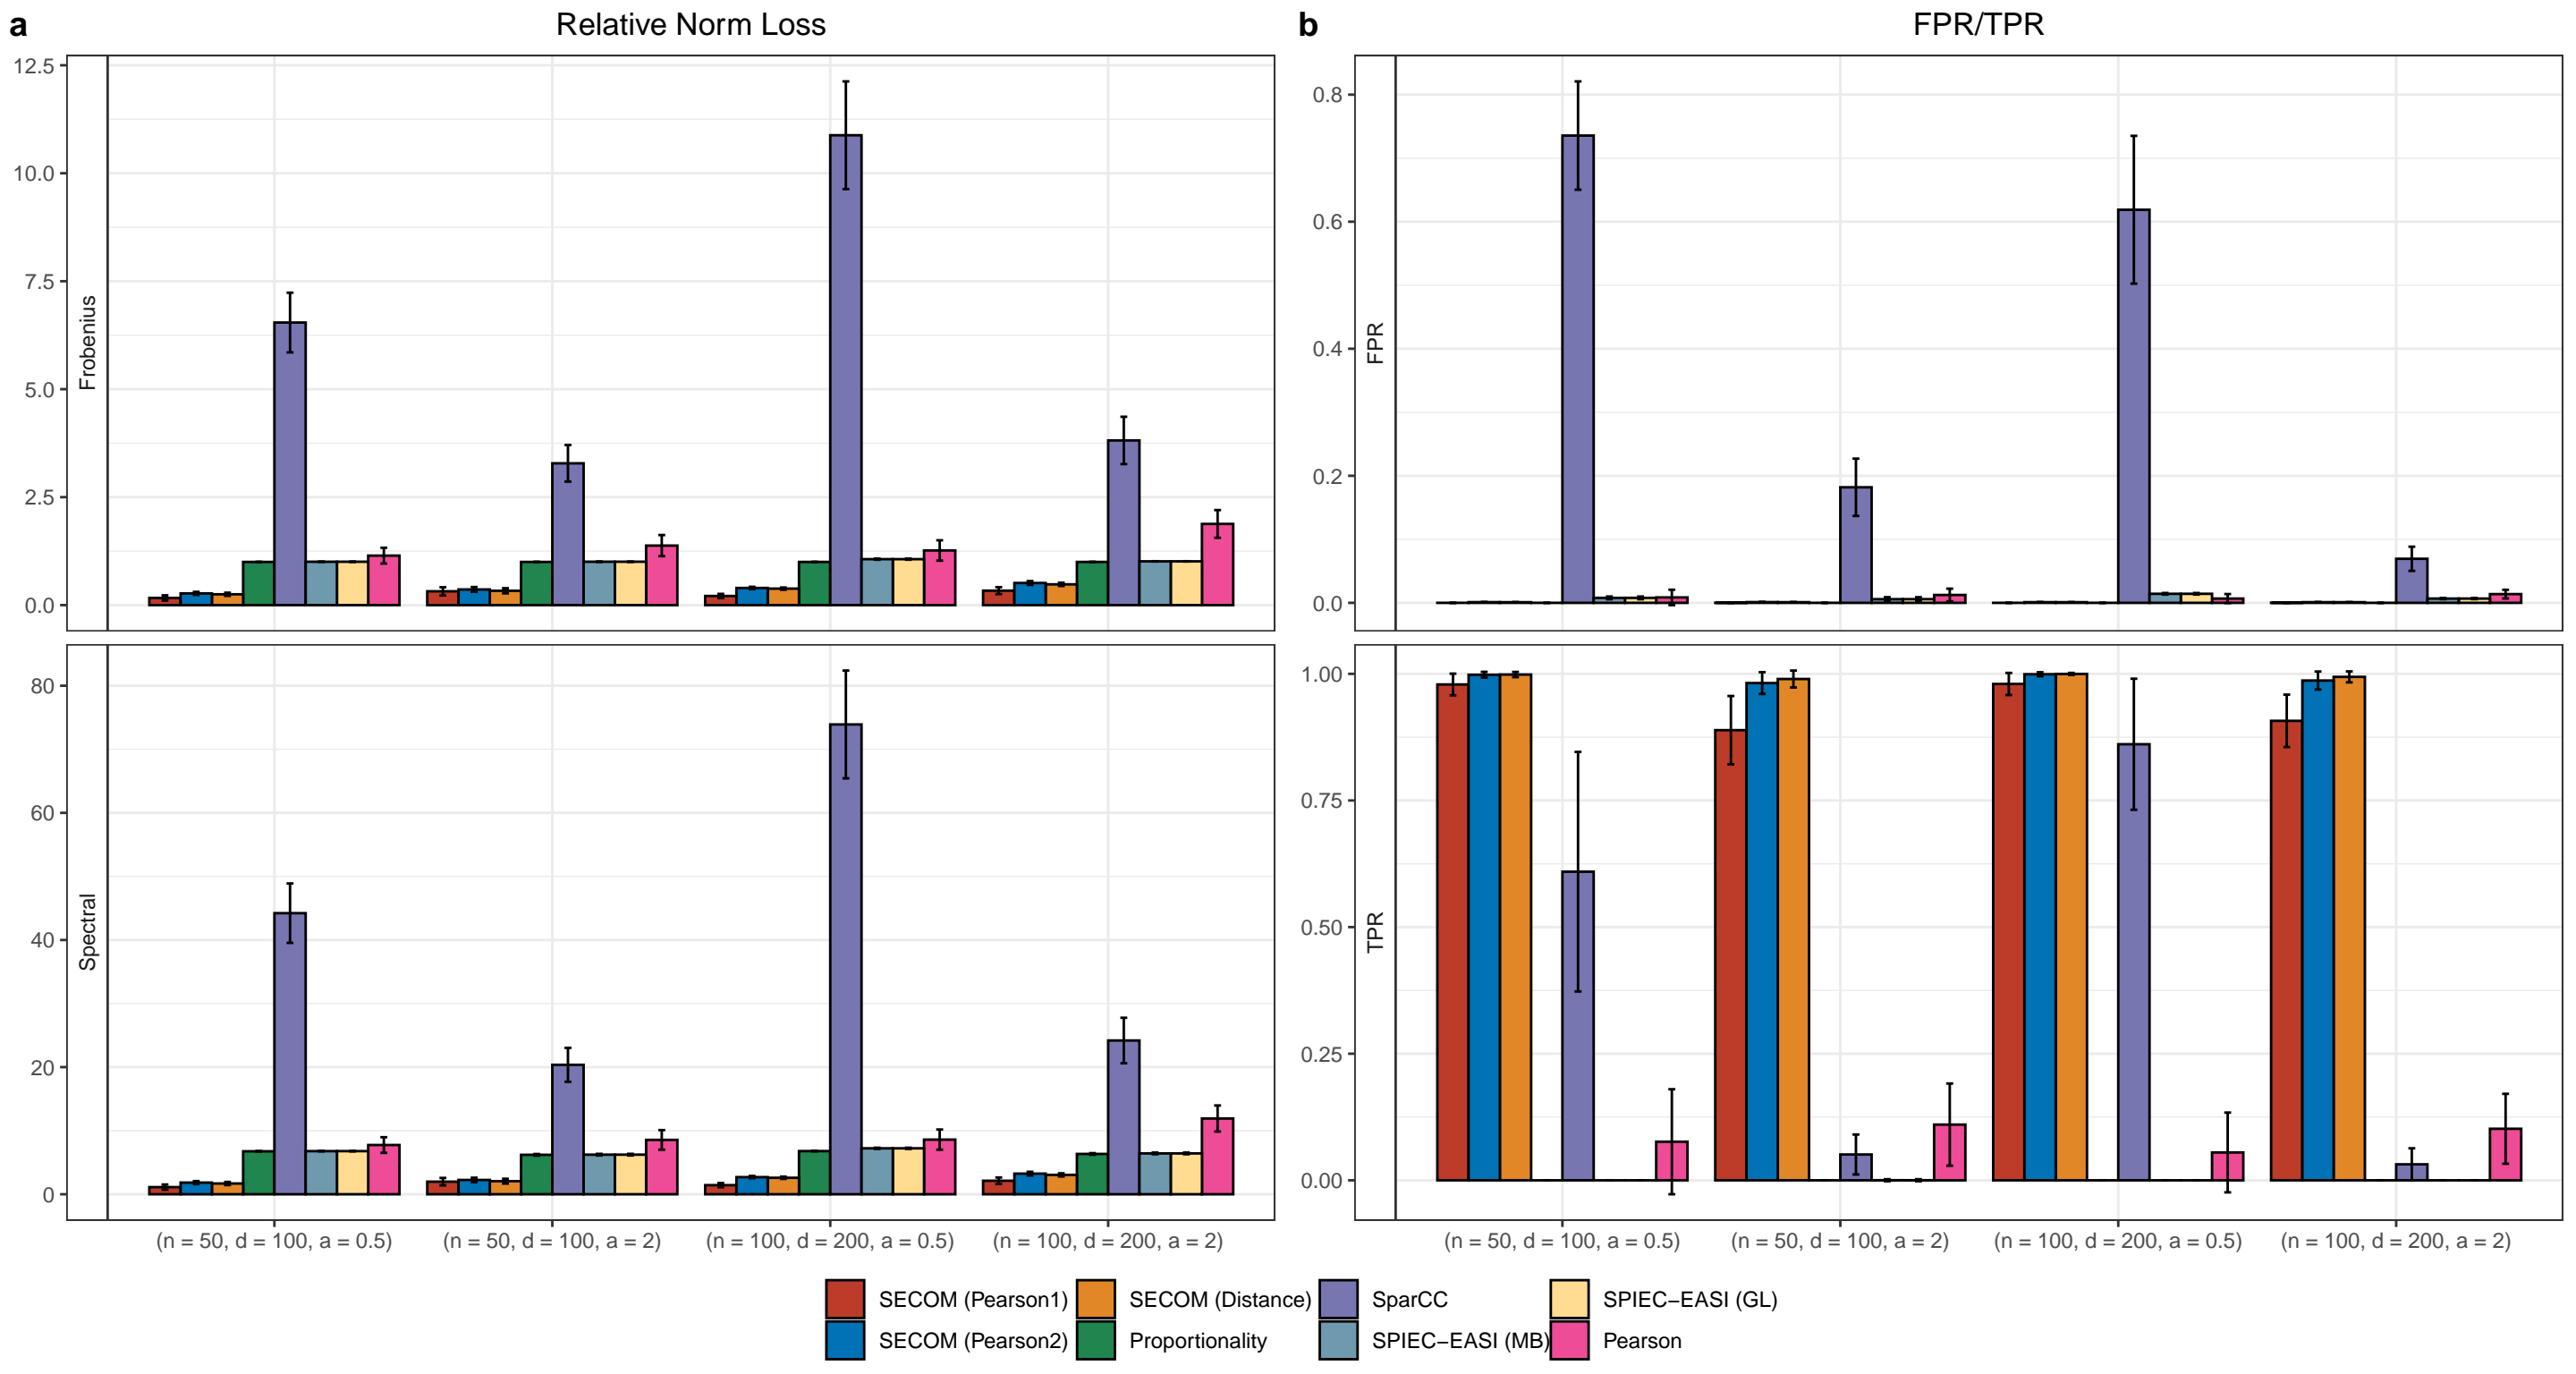 a Relative Norm Loss
b FPR/TPR
12.5
10.0
7.5
5.0
2.5
0.0
Frobenius
0.8
0.6
0.4
0.2
0.0
FPR
80
60
40
20
0
Spectral
1.00
0.75
0.50
0.25
0.00
TPR
(n = 50, d = 100, a = 0.5) (n = 50, d = 100, a = 2) (n = 100, d = 200, a = 0.5) (n = 100, d = 200, a = 2)
(n = 50, d = 100, a = 0.5) (n = 50, d = 100, a = 2) (n = 100, d = 200, a = 0.5) (n = 100, d = 200, a = 2)
SECOM (Pearson1) SECOM (Distance) SparCC SPIEC−EASI (GL)
SECOM (Pearson2) Proportionality SPIEC−EASI (MB) Pearson